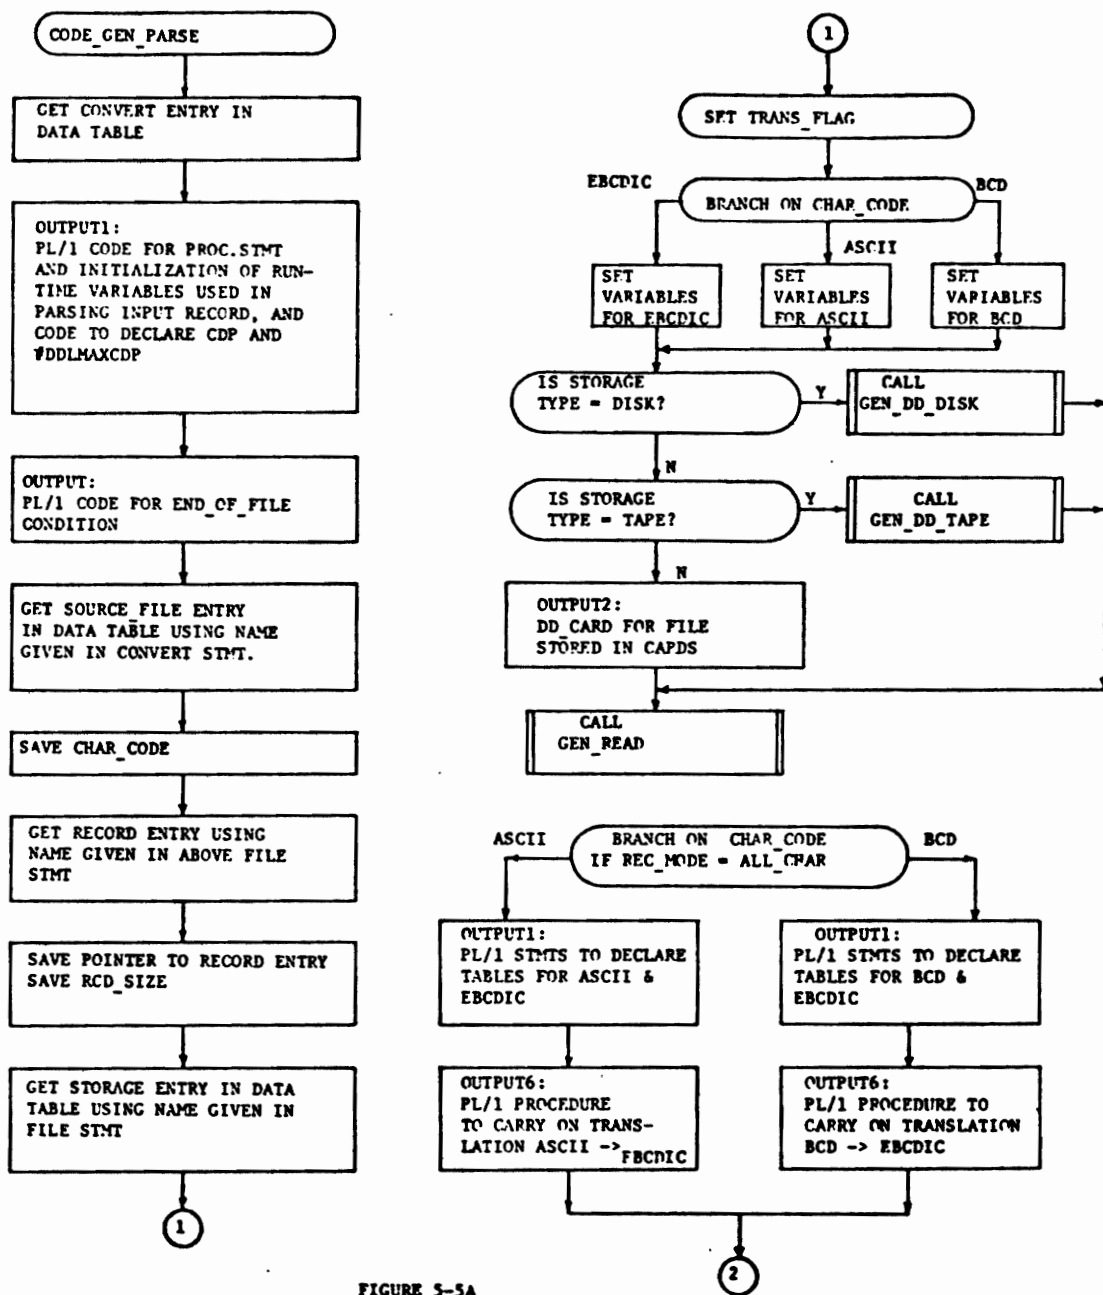 CODE_GEN_PARSE
GET CONVERT ENTRY IN
DATA TABLE
OUTPUT1:
PL/1 CODE FOR PROC.STMT
AND INITIALIZATION OF RUN-
TIME VARIABLES USED IN
PARSING INPUT RECORD, AND
CODE TO DECLARE CDP AND
#DDLMAXCDP
OUTPUT:
PL/1 CODE FOR END_OF_FILE
CONDITION
GET SOURCE_FILE ENTRY
IN DATA TABLE USING NAME
GIVEN IN CONVERT STMT.
SAVE CHAR_CODE
GET RECORD ENTRY USING
NAME GIVEN IN ABOVE FILE
STMT
SAVE POINTER TO RECORD ENTRY
SAVE RCD_SIZE
GET STORAGE ENTRY IN DATA
TABLE USING NAME GIVEN IN
FILE STMT
1
1
SET TRANS_FLAG
EBCDIC
BCD
BRANCH ON CHAR_CODE
ASCII
SET
VARIABLES
FOR EBCDIC
SET
VARIABLES
FOR ASCII
SET
VARIABLES
FOR BCD
IS STORAGE
TYPE = DISK?
Y
CALL
GEN_DD_DISK
N
IS STORAGE
TYPE = TAPE?
Y
CALL
GEN_DD_TAPE
N
OUTPUT2:
DD_CARD FOR FILE
STORED IN CAPDS
CALL
GEN_READ
ASCII
BRANCH ON CHAR_CODE
IF REC_MODE = ALL_CHAR
BCD
OUTPUT1:
PL/1 STMTS TO DECLARE
TABLES FOR ASCII &
EBCDIC
OUTPUT1:
PL/1 STMTS TO DECLARE
TABLES FOR BCD &
EBCDIC
OUTPUT6:
PL/1 PROCEDURE
TO CARRY ON TRANS-
LATION ASCII -> EBCDIC
OUTPUT6:
PL/1 PROCEDURE TO
CARRY ON TRANSLATION
BCD -> EBCDIC
2
FIGURE 5-5A